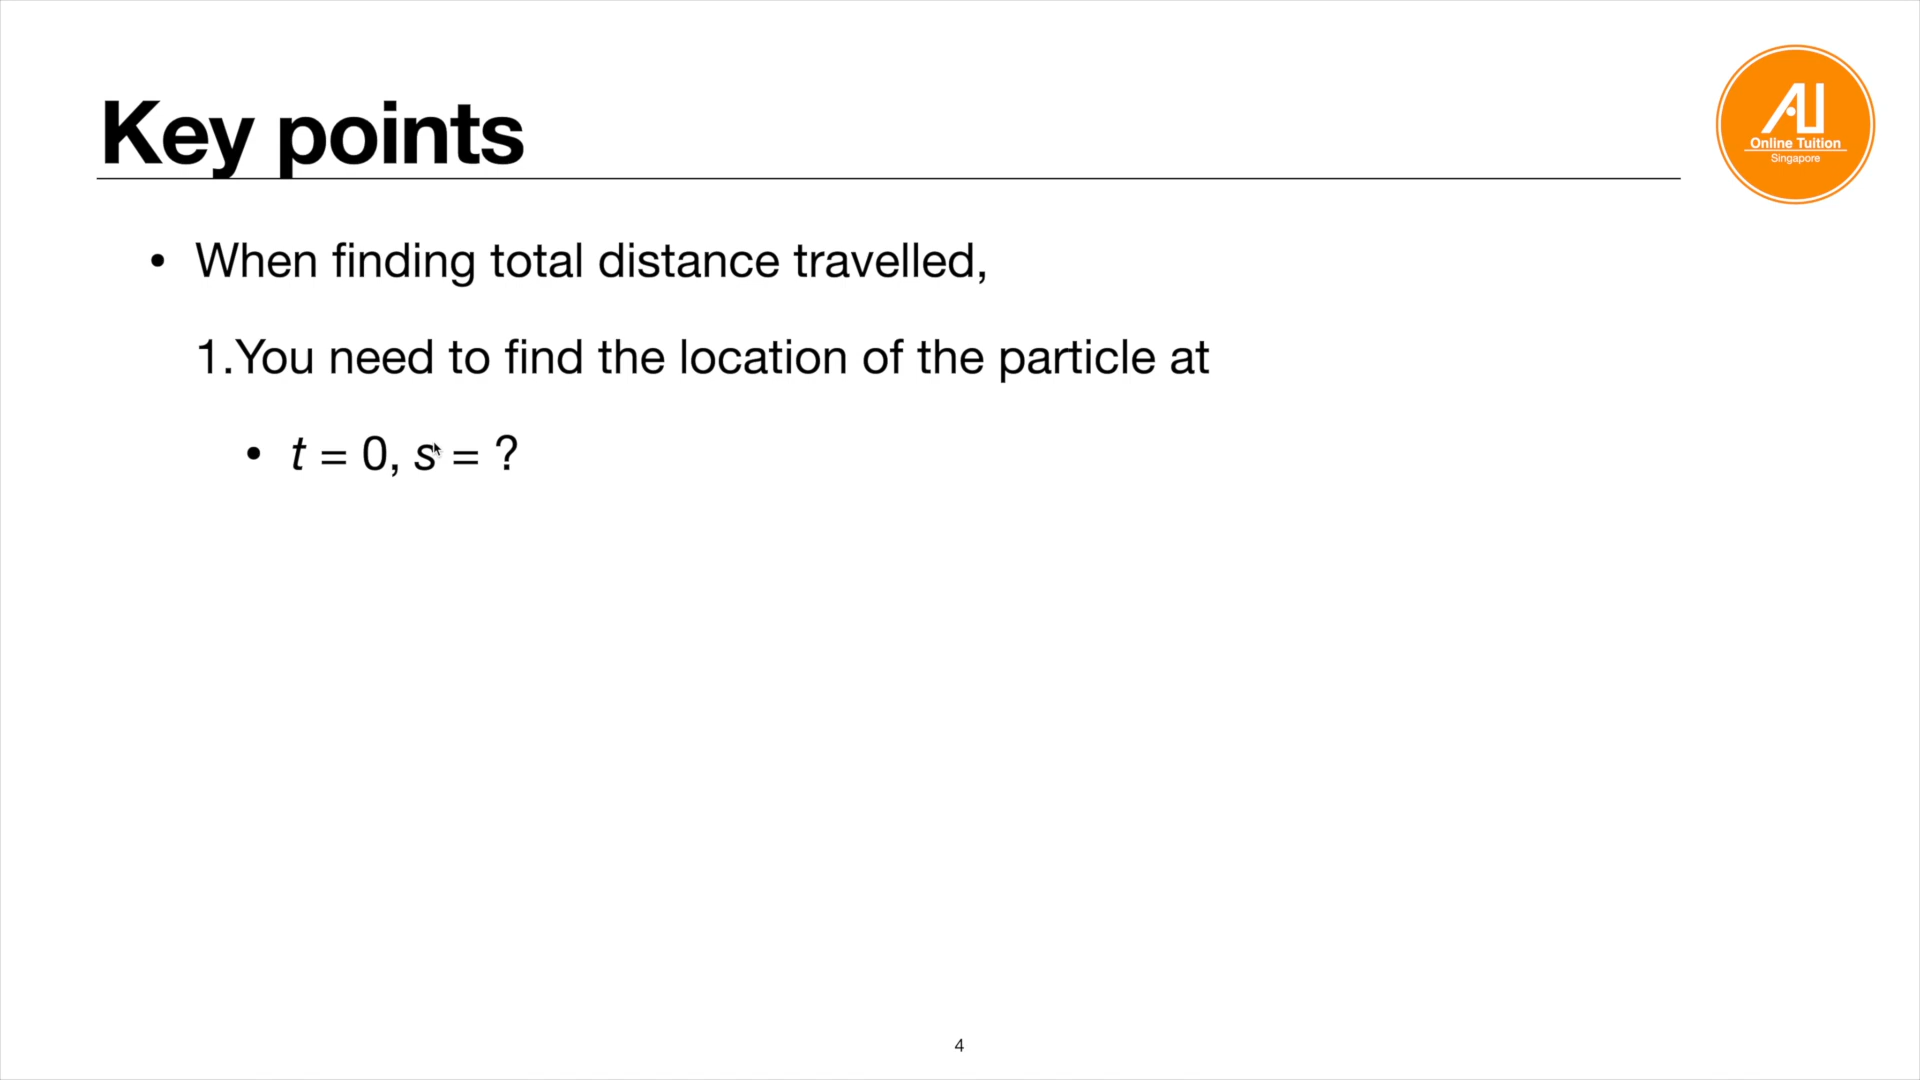 Key points
AU
Online Tuition
Singapore
• When finding total distance travelled,
1.You need to find the location of the particle at
• t = 0, s = ?
4